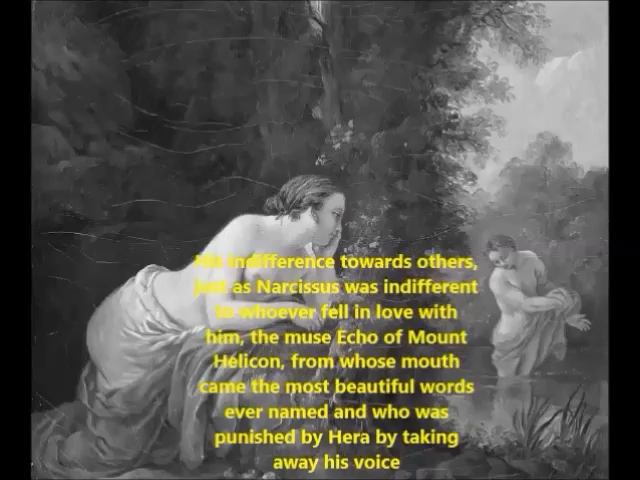 His indifference towards others,
just as Narcissus was indifferent
to whoever fell in love with
him, the muse Echo of Mount
Helicon, from whose mouth
came the most beautiful words
ever named and who was
punished by Hera by taking
away his voice